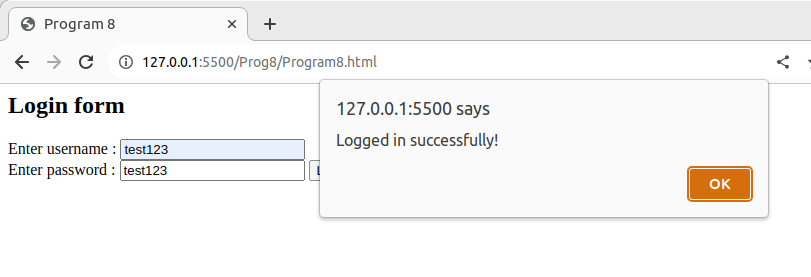 Program 8
127.0.0.1:5500/Prog8/Program8.html
Login form
127.0.0.1:5500 says
Logged in successfully!
Enter username : test123
Enter password : test123
OK